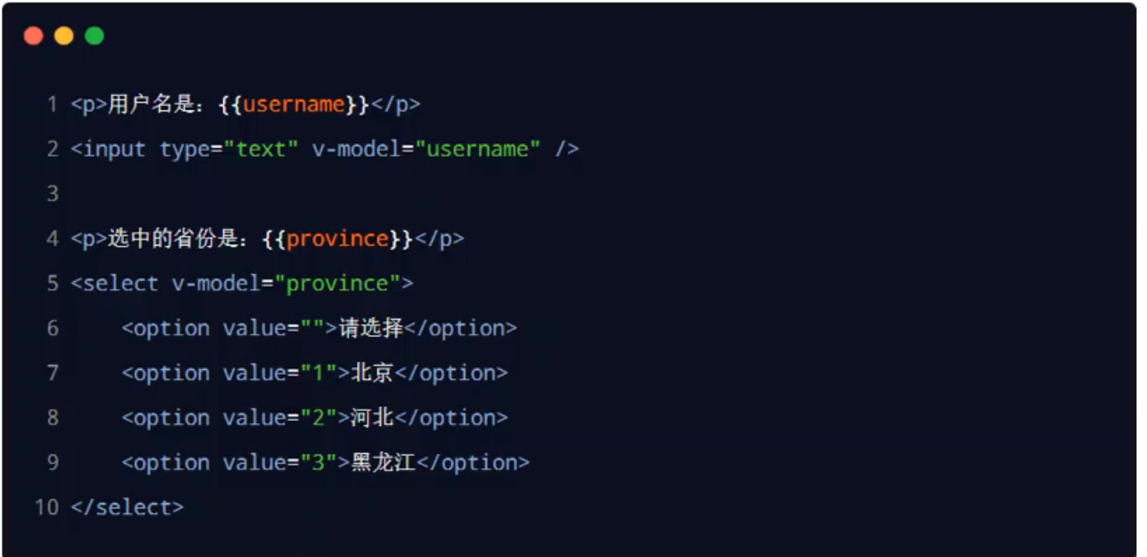 1 <p>用户名是：{{username}}</p>
2 <input type="text" v-model="username" />
3
4 <p>选中的省份是：{{province}}</p>
5 <select v-model="province">
6     <option value="">请选择</option>
7     <option value="1">北京</option>
8     <option value="2">河北</option>
9     <option value="3">黑龙江</option>
10 </select>